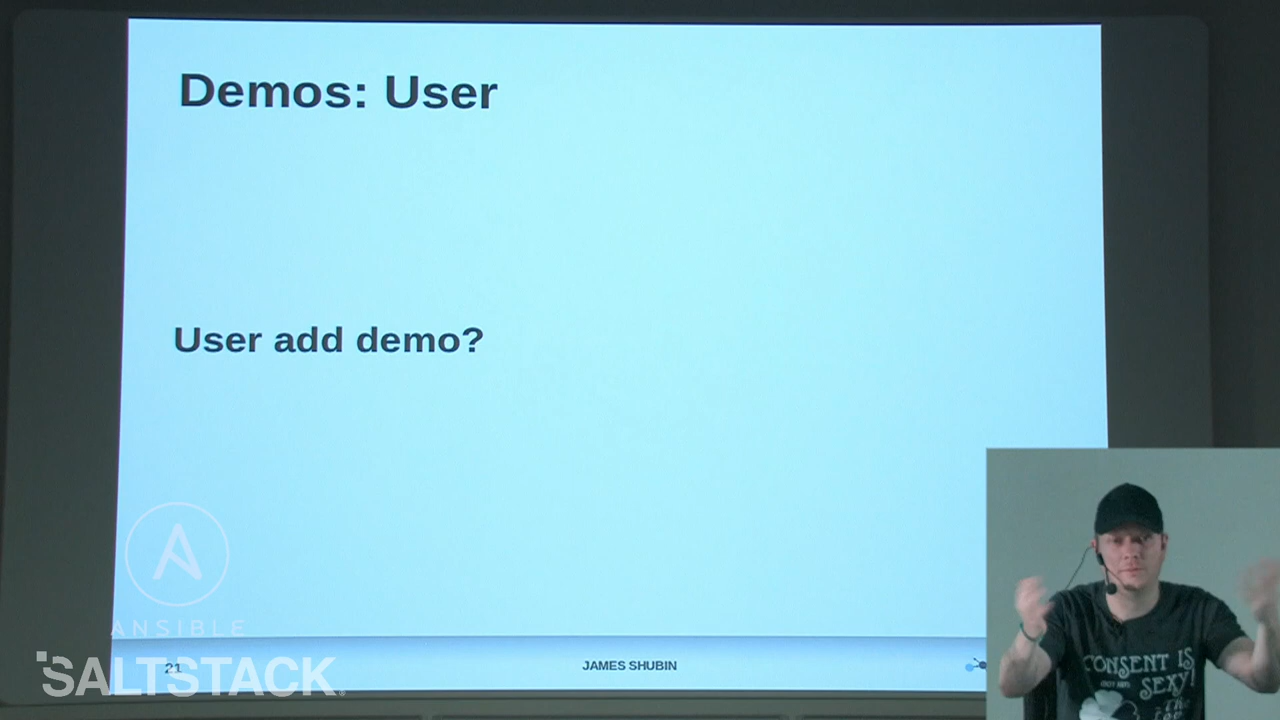 Demos: User
User add demo?
ANSIBLE
SALTSTACK
21
JAMES SHUBIN
CONSENT IS
SEXY